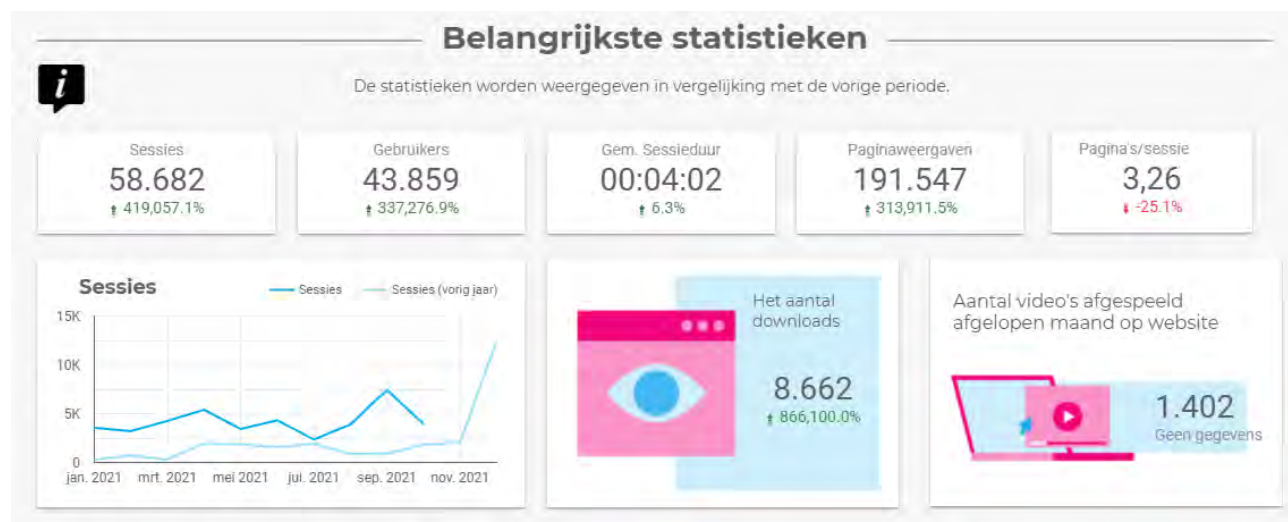 Belangrijkste statistieken
i
De statistieken worden weergegeven in vergelijking met de vorige periode.
Sessies
58.682
419,057.1%
Gebruikers
43.859
337,276.9%
Gem. Sessieduur
00:04:02
6.3%
Paginaweergaven
191.547
313,911.5%
Pagina's/sessie
3,26
-25.1%
Sessies
Sessies Sessies (vorig jaar)
15K
10K
5K
0
jan. 2021 mrt. 2021 mei 2021 jul. 2021 sep. 2021 nov. 2021
Het aantal
downloads
8.662
866,100.0%
Aantal video's afgespeeld
afgelopen maand op website
1.402
Geen gegevens